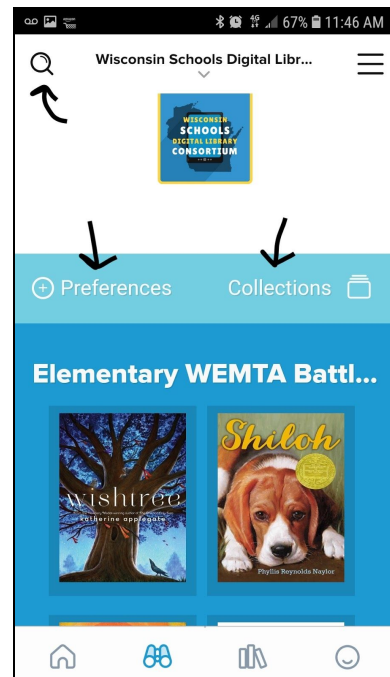 4G 67% 11:46 AM
Wisconsin Schools Digital Libr...
WISCONSIN
SCHOOLS
DIGITAL LIBRARY
CONSORTIUM
Preferences Collections
Elementary WEMTA Battl...
wishtree
katherine applegate
Shiloh
Phyllis Reynolds Naylor